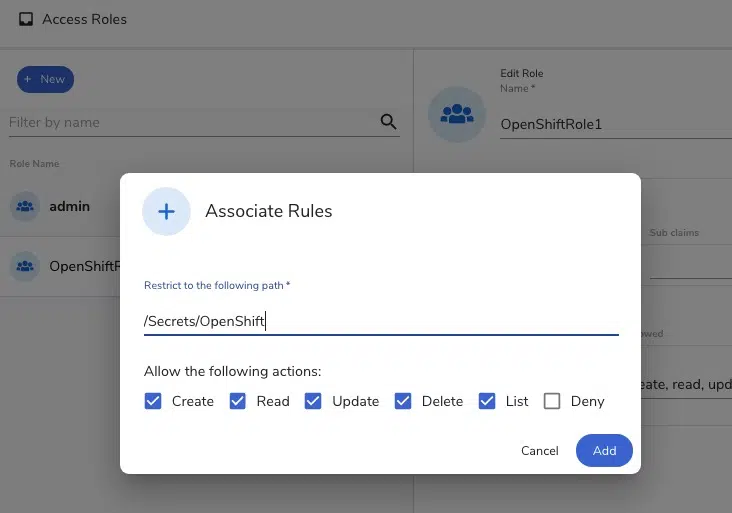 Access Roles
+ New
Filter by name
Role Name
admin
OpenShiftR
Edit Role
Name *
OpenShiftRole1
Sub claims
eate, read, upd
Associate Rules
Restrict to the following path *
/Secrets/OpenShift
Allow the following actions:
Create Read Update Delete List Deny
Cancel Add